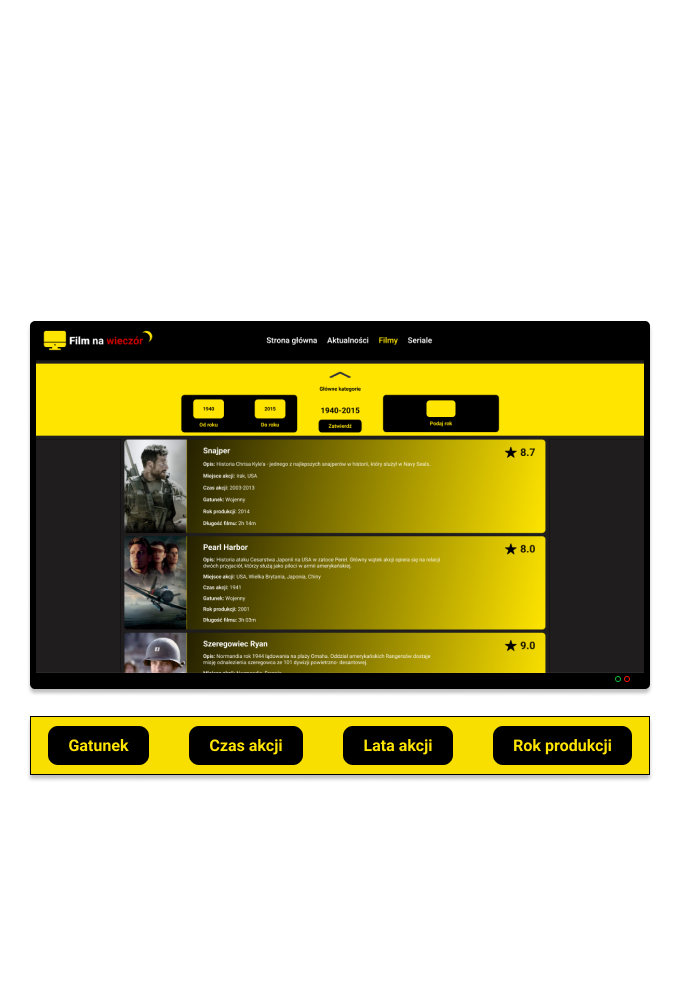 Film na wieczór
Strona główna Aktualności Filmy Seriale
Główne kategorie
1940 2015
Od roku Do roku
1940-2015
Zatwierdź
Podaj rok
Snajper
8.7
Opis: Historia Chrisa Kyle'a - jednego z najlepszych snajperów w historii, który służył w Navy Seals.
Miejsce akcji: Irak, USA
Czas akcji: 2003-2013
Gatunek: Wojenny
Rok produkcji: 2014
Długość filmu: 2h 14m
Pearl Harbor
8.0
Opis: Historia ataku Cesarstwa Japonii na USA w zatoce Pereł. Główny wątek akcji opiera się na relacji
dwóch przyjaciół, którzy służą jako piloci w armii amerykańskiej.
Miejsce akcji: USA, Wielka Brytania, Japonia, Chiny
Czas akcji: 1941
Gatunek: Wojenny
Rok produkcji: 2001
Długość filmu: 3h 03m
Szeregowiec Ryan
9.0
Opis: Normandia rok 1944 lądowania na plaży Omaha. Oddział amerykańskich Rangersów dostaje
misję odnalezienia szeregowca ze 101 dywizji powietrzno- desantowej.
Miejsce akcji: Normandia, Francja
Gatunek Czas akcji Lata akcji Rok produkcji